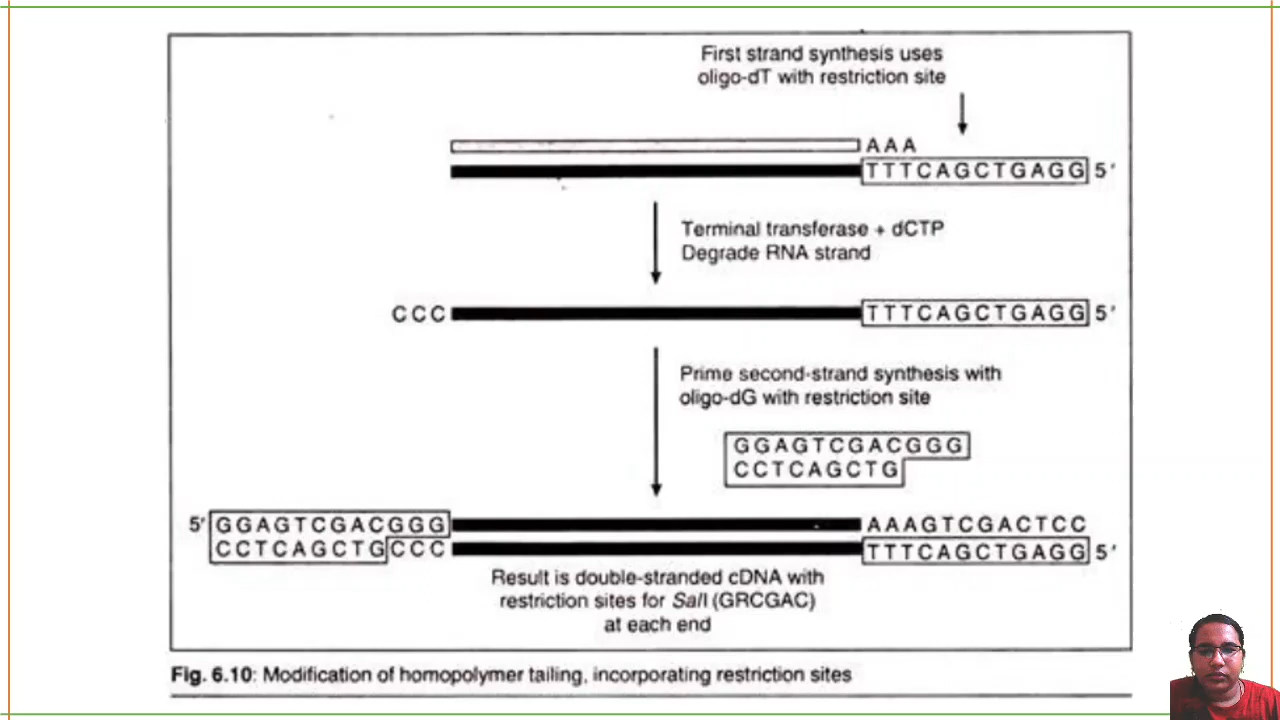 First strand synthesis uses
oligo-dT with restriction site
AAA
TTTCAGCTGAGG 5'
Terminal transferase + dCTP
Degrade RNA strand
CCC TTTCAGCTGAGG 5'
Prime second-strand synthesis with
oligo-dG with restriction site
GGAGTCGACGGG
CCTCAGCTG
5' GGAGTCGACGGG AAAGTCGACTCC
CCTCAGCTGCCC TTTCAGCTGAGG 5'
Result is double-stranded cDNA with
restriction sites for SalI (GRCGAC)
at each end
Fig. 6.10: Modification of homopolymer tailing, incorporating restriction sites